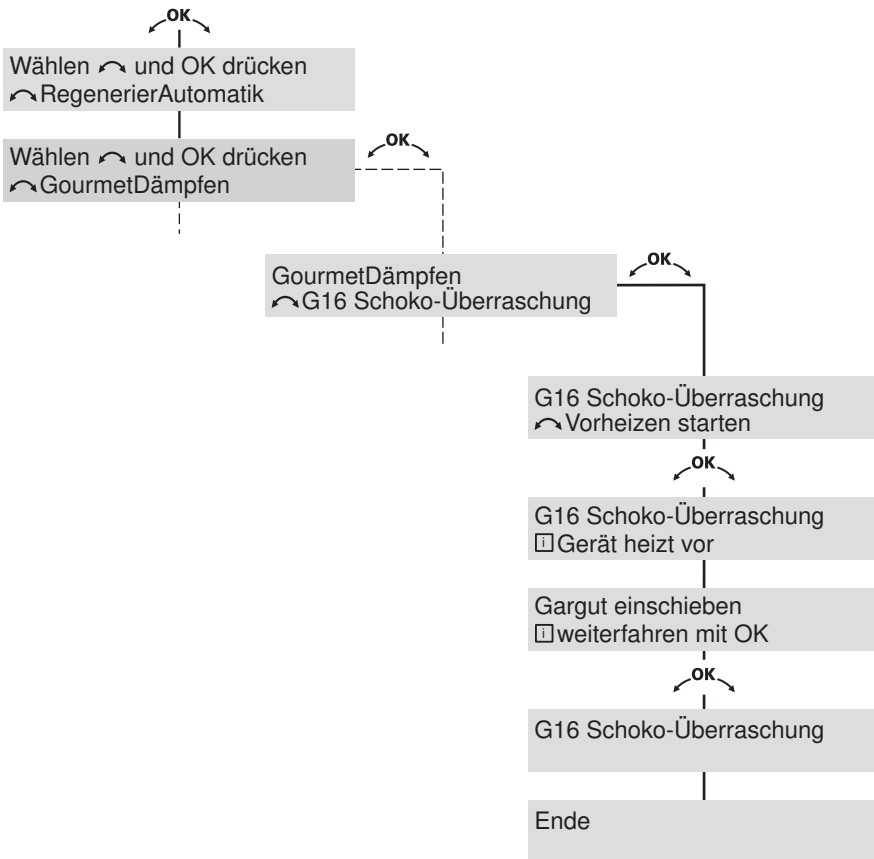 OK
Wählen und OK drücken
RegenerierAutomatik
Wählen und OK drücken
GourmetDämpfen
OK
GourmetDämpfen
G16 Schoko-Überraschung
OK
G16 Schoko-Überraschung
Vorheizen starten
OK
G16 Schoko-Überraschung
i Gerät heizt vor
Gargut einschieben
i weiterfahren mit OK
OK
G16 Schoko-Überraschung
Ende